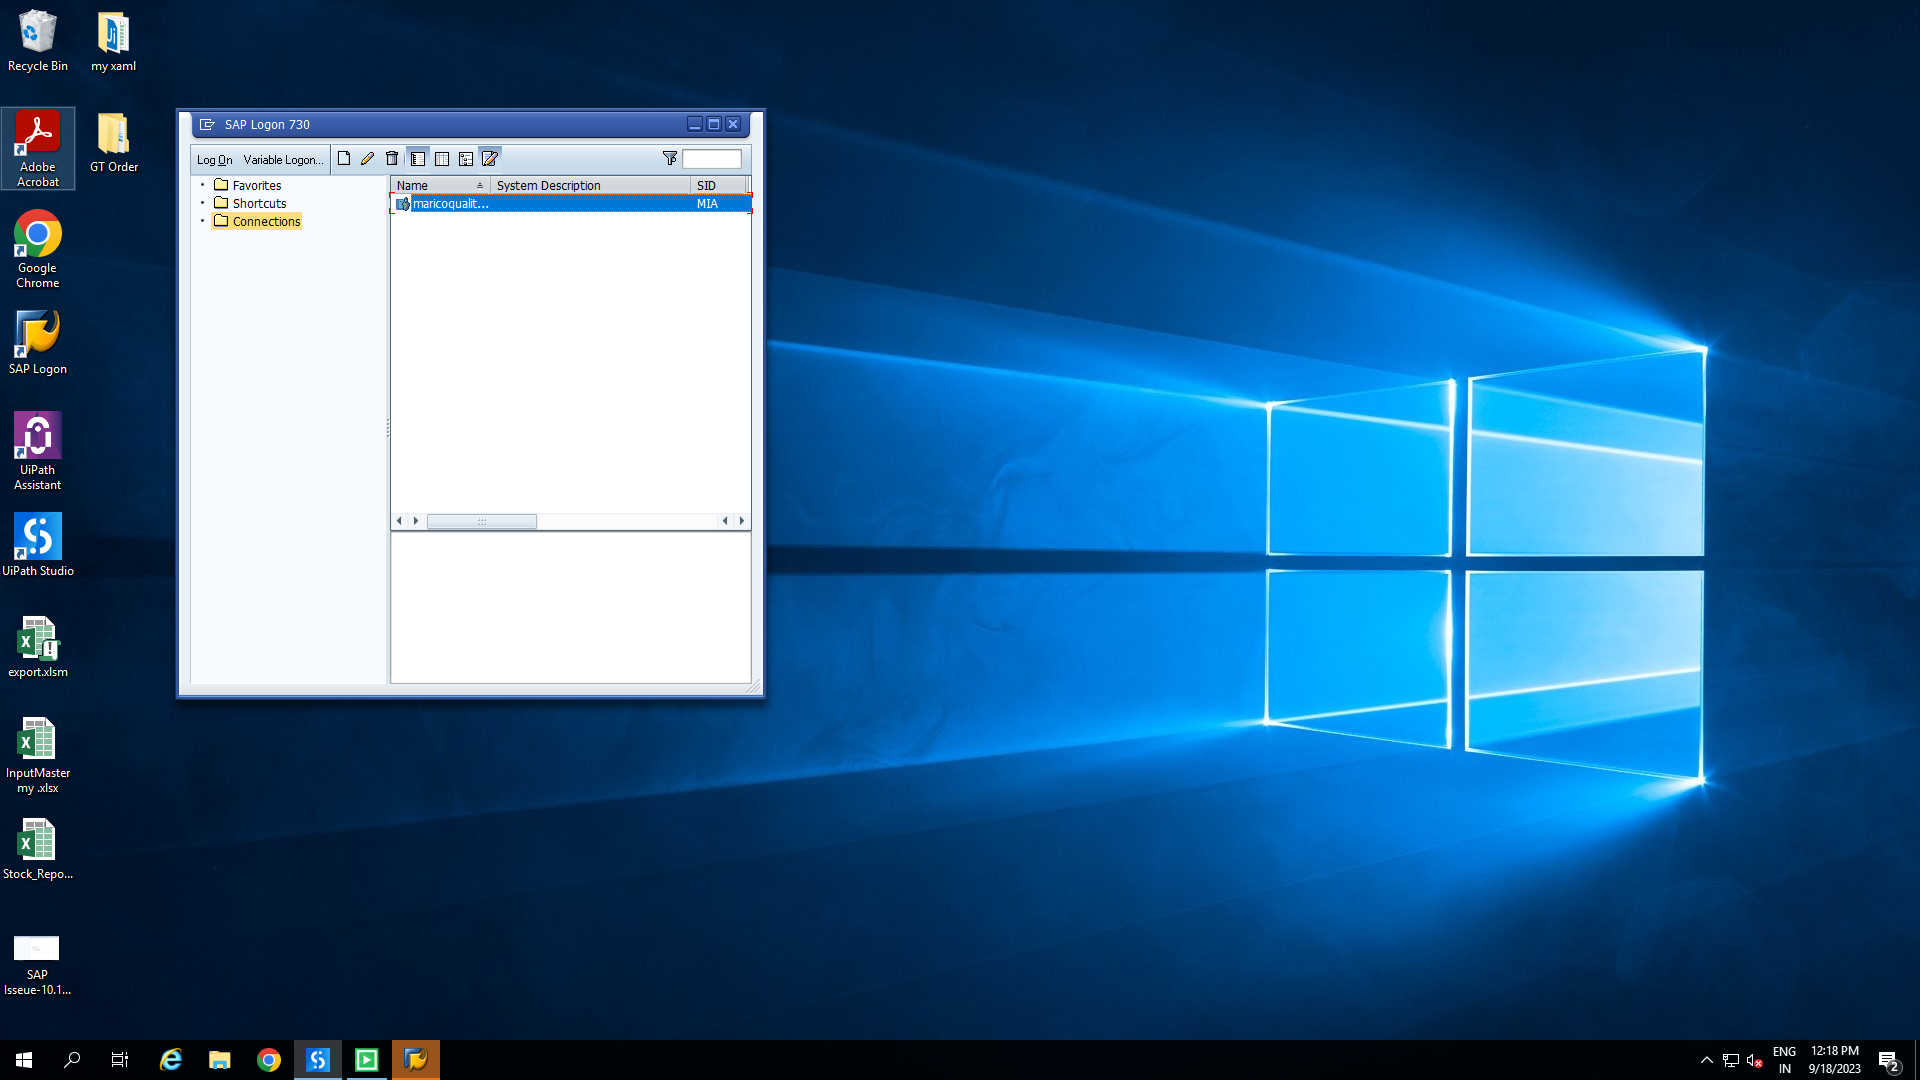 Recycle Bin
my xaml
Adobe
Acrobat
GT Order
Google
Chrome
SAP Logon
UiPath
Assistant
UiPath Studio
export.xlsm
InputMaster
my .xlsx
Stock_Repo...
SAP
Isseue-10.1...
SAP Logon 730
Log On Variable Logon...
Favorites
Shortcuts
Connections
Name System Description SID
maricoqualit... MIA
ENG
IN
12:18 PM
9/18/2023
2